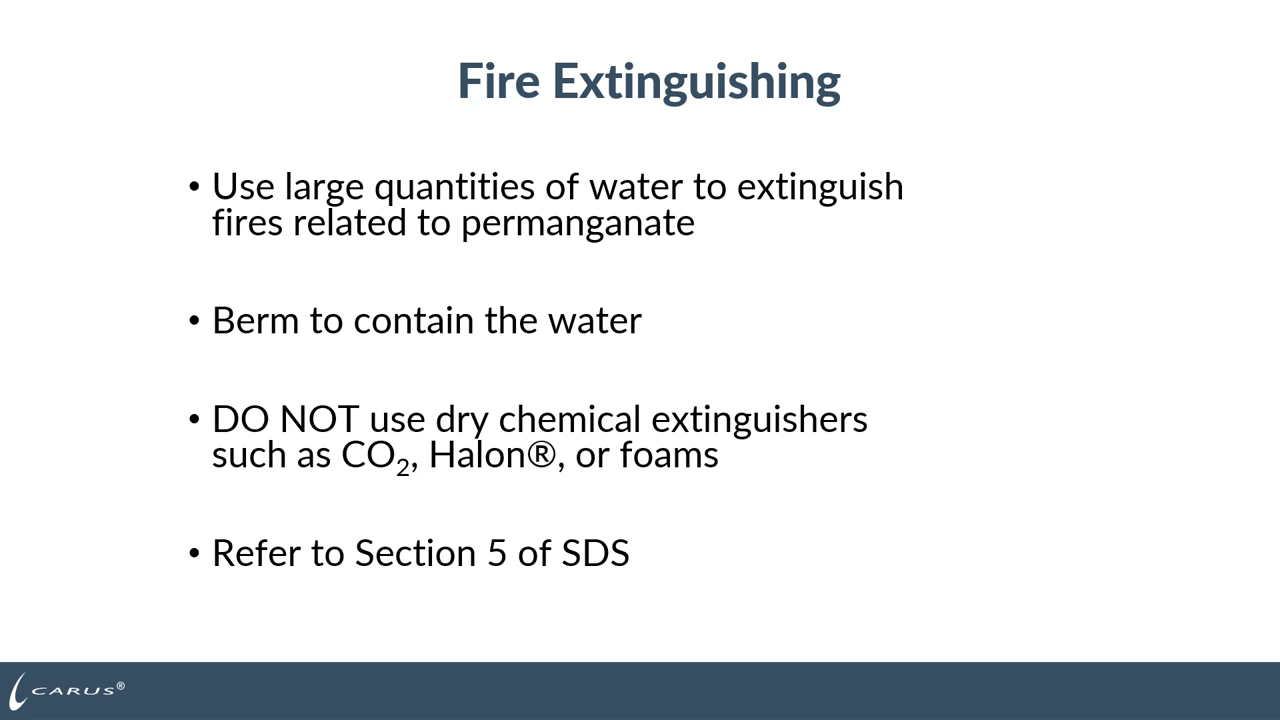 Fire Extinguishing
• Use large quantities of water to extinguish
fires related to permanganate
• Berm to contain the water
• DO NOT use dry chemical extinguishers
such as CO₂, Halon®, or foams
• Refer to Section 5 of SDS
CARUS®